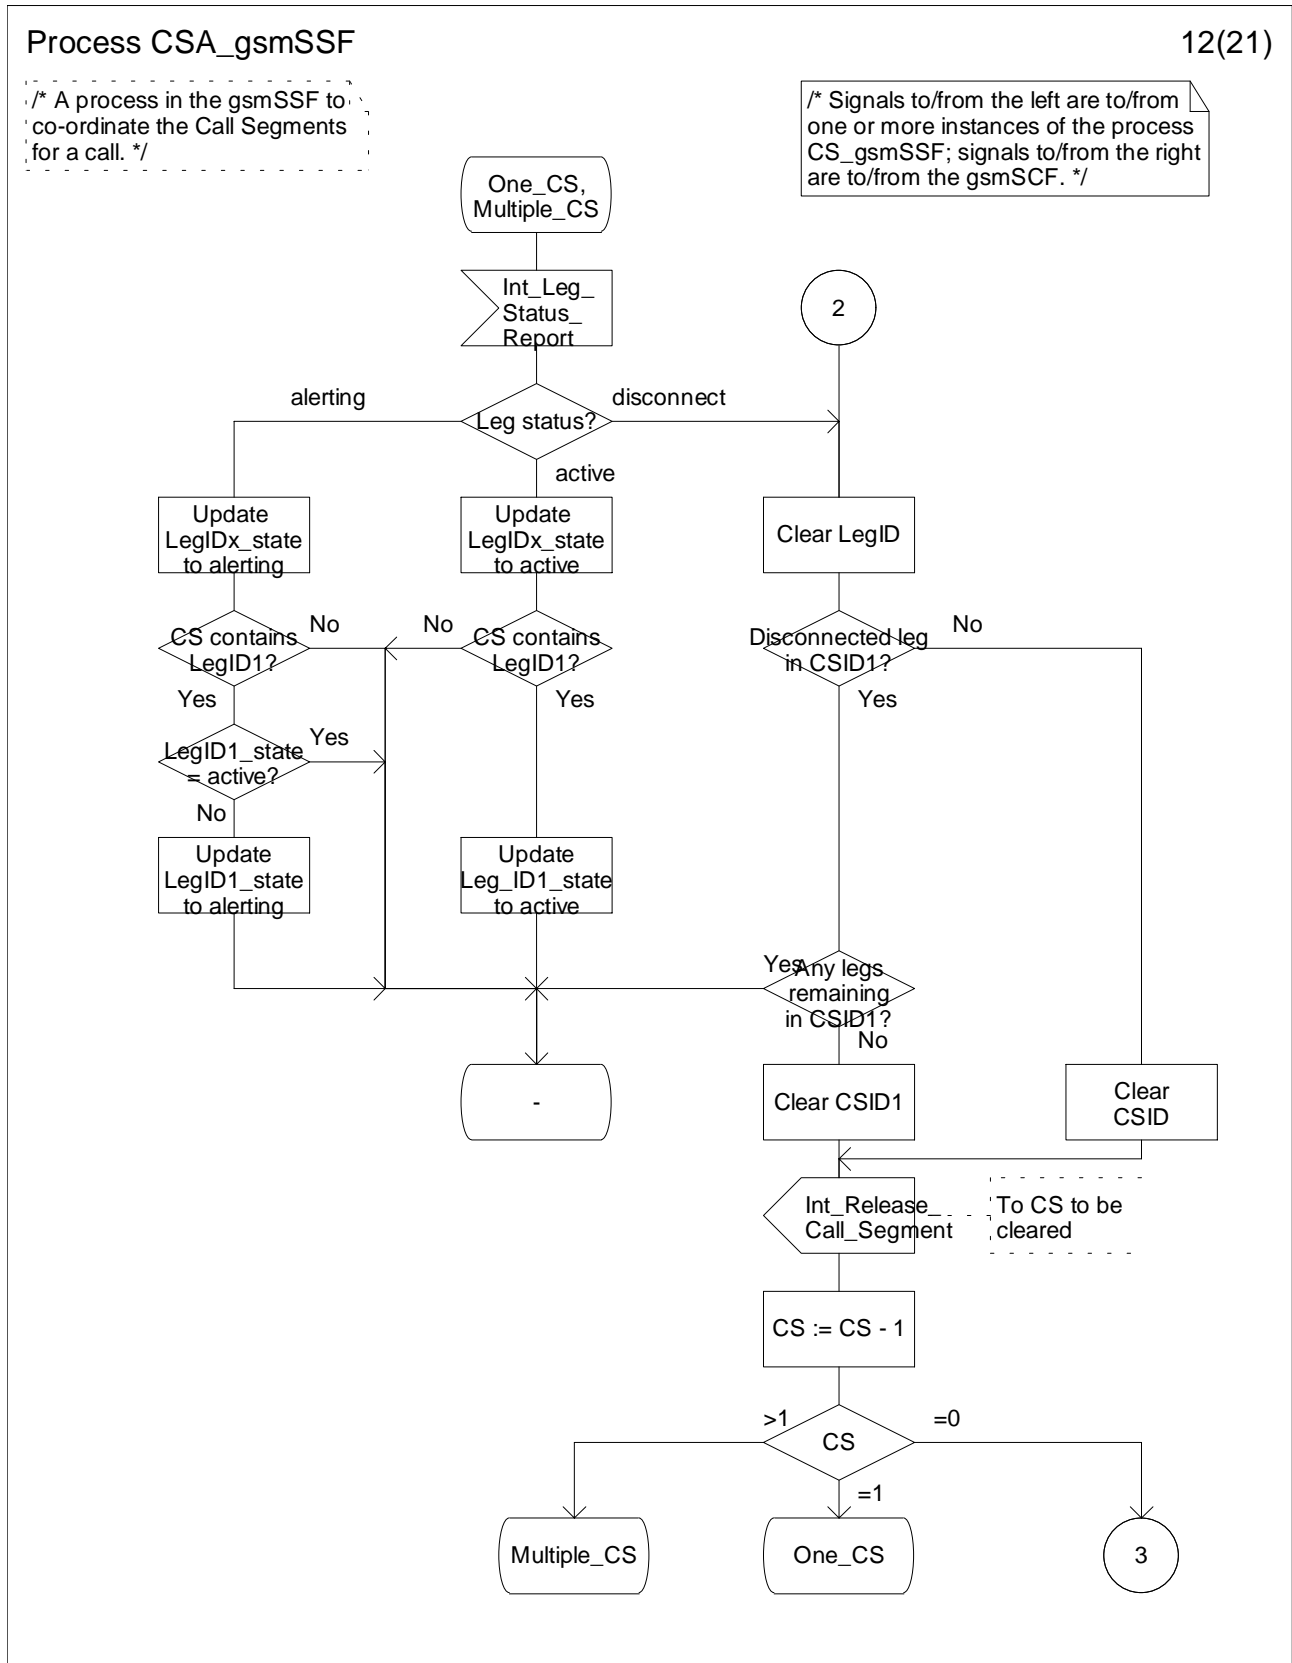 Process CSA_gsmSSF
12(21)
/* A process in the gsmSSF to
co-ordinate the Call Segments
for a call. */
/* Signals to/from the left are to/from
one or more instances of the process
CS_gsmSSF; signals to/from the right
are to/from the gsmSCF. */
One_CS,
Multiple_CS
Int_Leg_
Status_
Report
2
alerting
Leg status?
disconnect
active
Update
LegIDx_state
to alerting
Update
LegIDx_state
to active
Clear LegID
CS contains
LegID1?
No
No
CS contains
LegID1?
Disconnected leg
in CSID1?
No
Yes
Yes
Yes
LegID1_state
= active?
Yes
No
Update
LegID1_state
to alerting
Update
Leg_ID1_state
to active
Yes
Any legs
remaining
in CSID1?
No
-
Clear CSID1
Clear
CSID
Int_Release_
Call_Segment
To CS to be
cleared
CS := CS - 1
>1
CS
=0
=1
Multiple_CS
One_CS
3